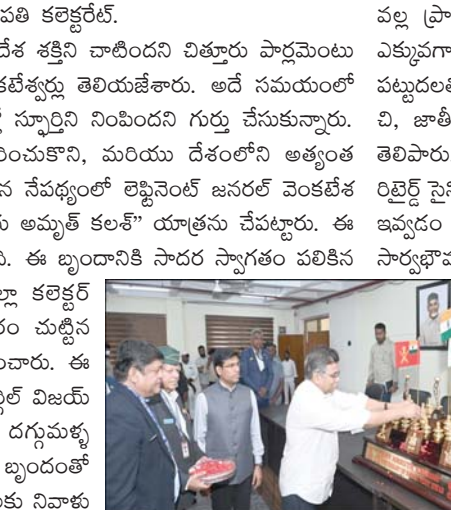 పతి కలెక్టరేట్.
దేశ శక్తిని చాటిందని చిత్తూరు పార్లమెంటు
కటేశ్వర్లు తెలియజేశారు. అదే సమయంలో
స్ఫూర్తిని నింపిందని గుర్తు చేసుకున్నారు.
రించుకొని, మరియు దేశంలోని అత్యంత
న నేపథ్యంలో లెఫ్టినెంట్ జనరల్ వెంకటేశ
అమృత్ కలశ్” యాత్రను చేపట్టారు. ఈ
ని. ఈ బృందానికి సాదర స్వాగతం పలికిన
ల్లా కలెక్టర్
రం చుట్టిన
ంచారు. ఈ
విజయ్
దగ్గుమళ్ళ
బృందంతో
కు నివాళు
వల్ల
ఎక్కువగా
పట్టుదలత
చి, జాతీ
తెలిపారు
రిటైర్డ్ సైన
ఇవ్వడం
సార్వభౌమ